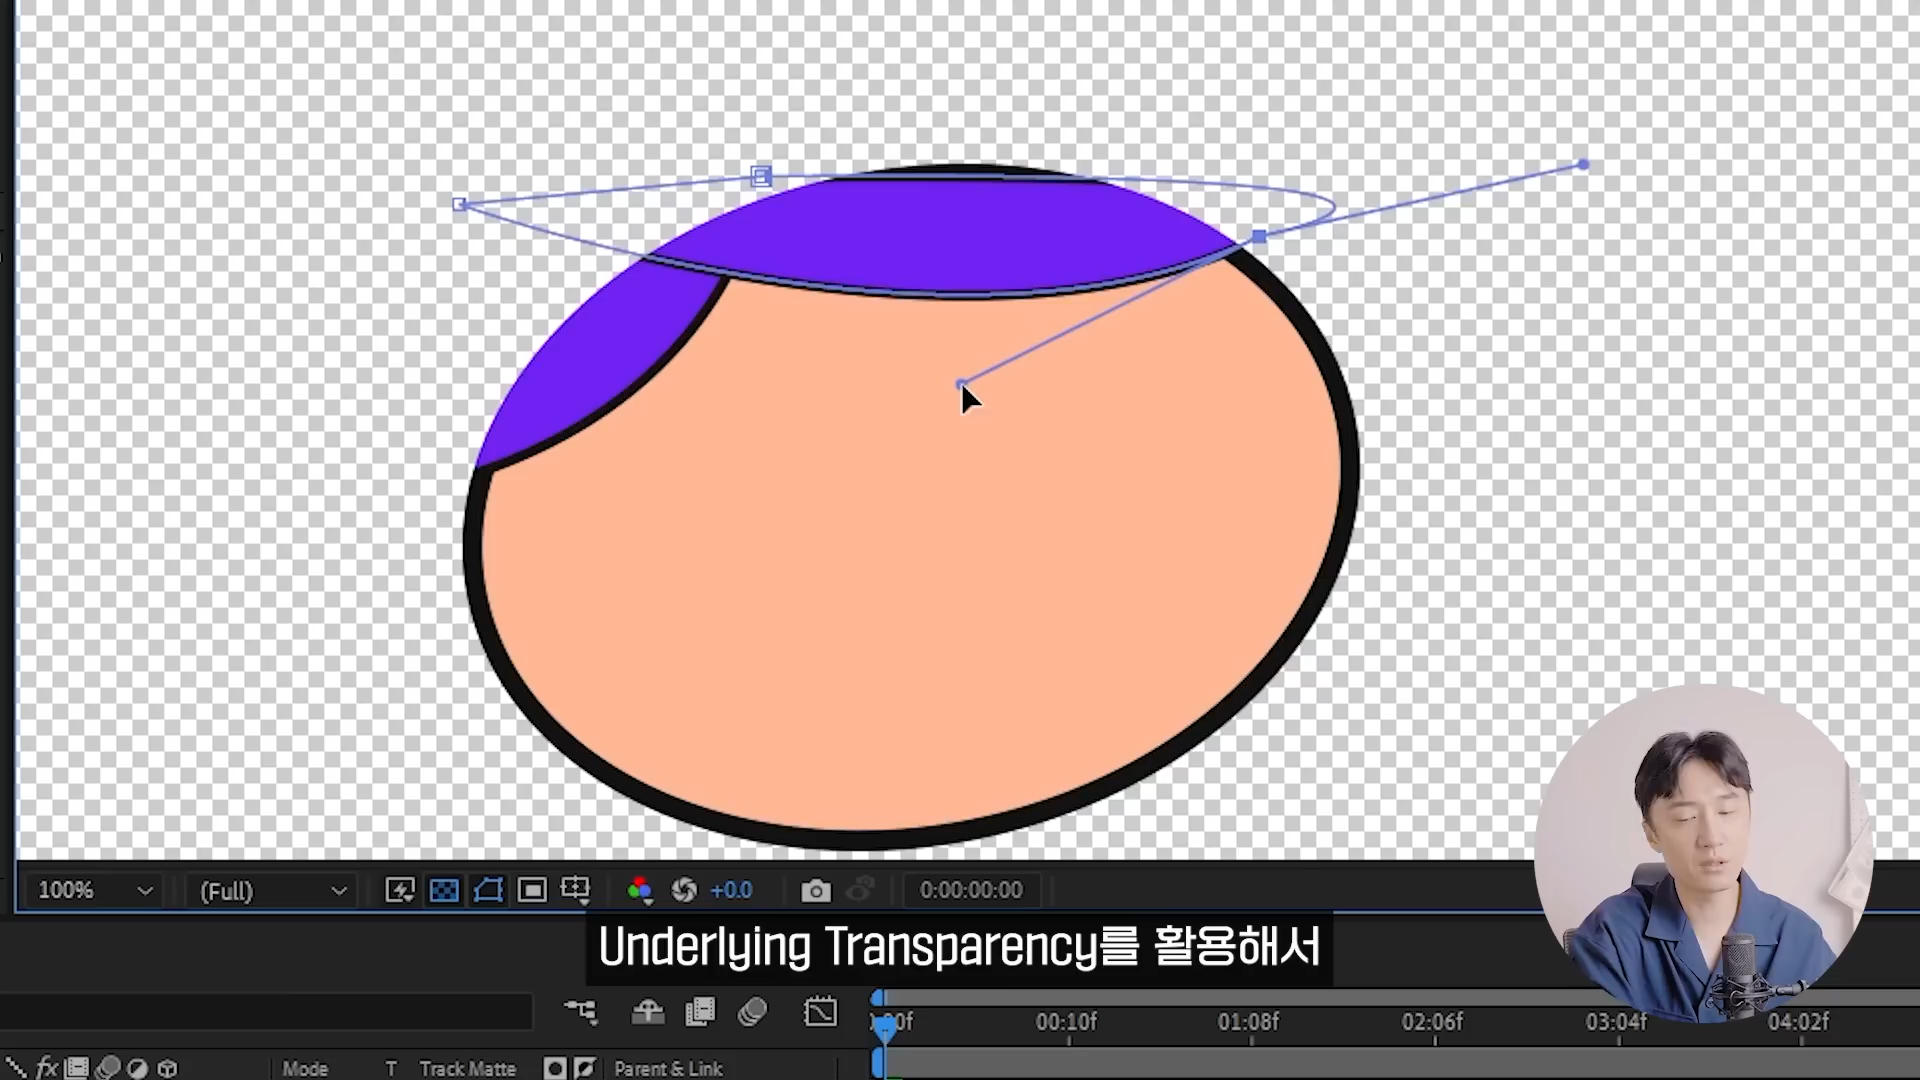 100%
(Full)
+0.0
0:00:00:00
Underlying Transparency를 활용해서
00:10f
01:08f
02:06f
03:04f
04:02f
fx
Mode
T
Track Matte
Parent & Link